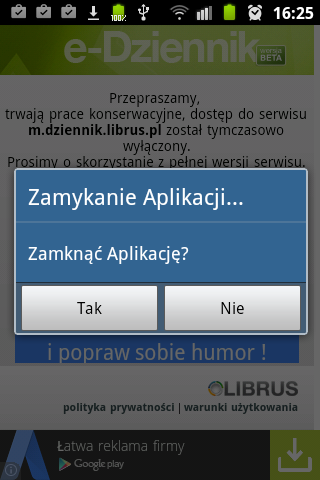 100%
16:25
e-Dziennik
wersja
BETA
Przepraszamy,
trwają prace konserwacyjne, dostęp do serwisu
m.dziennik.librus.pl został tymczasowo
wyłączony.
Prosimy o skorzystanie z pełnej wersji serwisu.
Zamykanie Aplikacji...
Zamknąć Aplikację?
Tak
Nie
i popraw sobie humor !
LIBRUS
polityka prywatności | warunki użytkowania
Łatwa reklama firmy
Google play